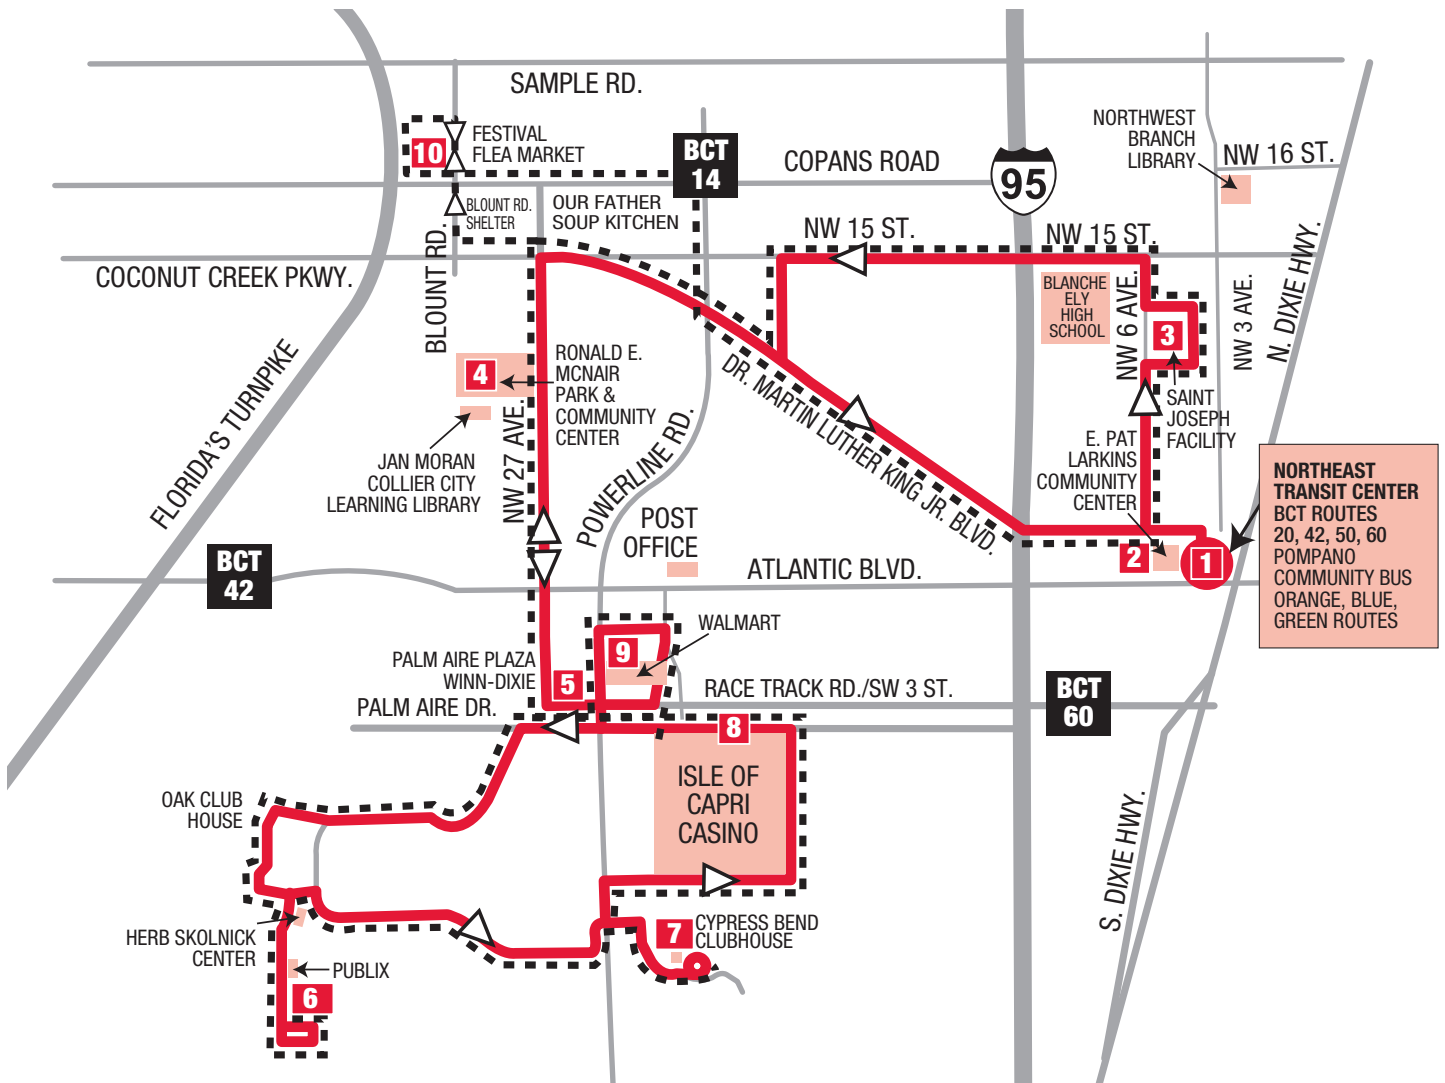 SAMPLE RD.
NORTHWEST
BRANCH
LIBRARY
NW 16 ST.
10
FESTIVAL
FLEA MARKET
BCT
14
COPANS ROAD
95
BLOUNT RD.
SHELTER
OUR FATHER
SOUP KITCHEN
NW 15 ST.
NW 15 ST.
COCONUT CREEK PKWY.
BLOUNT RD.
BLANCHE
ELY
HIGH
SCHOOL
NW 6 AVE.
3
NW 3 AVE.
N. DIXIE HWY.
FLORIDA'S TURNPIKE
4
RONALD E.
MCNAIR
PARK &
COMMUNITY
CENTER
DR. MARTIN LUTHER KING JR. BLVD.
SAINT
JOSEPH
FACILITY
JAN MORAN
COLLIER CITY
LEARNING LIBRARY
NW 27 AVE.
POWERLINE RD.
E. PAT
LARKINS
COMMUNITY
CENTER
NORTHEAST
TRANSIT CENTER
BCT ROUTES
20, 42, 50, 60
POMPANO
COMMUNITY BUS
ORANGE, BLUE,
GREEN ROUTES
POST
OFFICE
BCT
42
ATLANTIC BLVD.
2
1
9
WALMART
PALM AIRE PLAZA
WINN-DIXIE
5
RACE TRACK RD./SW 3 ST.
BCT
60
PALM AIRE DR.
8
ISLE OF
CAPRI
CASINO
OAK CLUB
HOUSE
S. DIXIE HWY.
HERB SKOLNICK
CENTER
PUBLIX
6
7
CYPRESS BEND
CLUBHOUSE